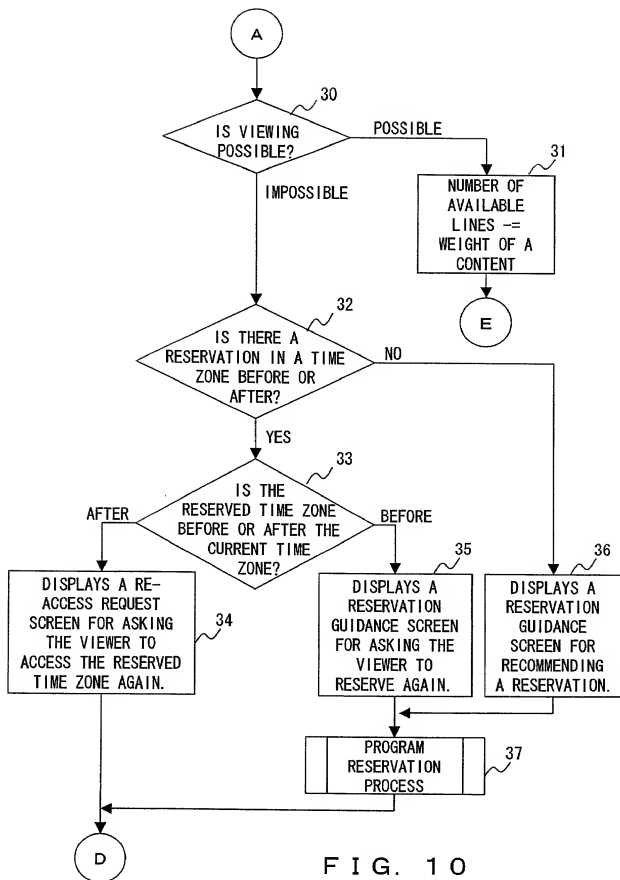 A
30
IS VIEWING
POSSIBLE?
POSSIBLE
31
NUMBER OF
AVAILABLE
LINES -=
WEIGHT OF A
CONTENT
IMPOSSIBLE
E
32
IS THERE A
RESERVATION IN A TIME
ZONE BEFORE OR
AFTER?
NO
YES
33
IS THE
RESERVED TIME ZONE
BEFORE OR AFTER THE
CURRENT TIME
ZONE?
AFTER
BEFORE
DISPLAYS A RE-
ACCESS REQUEST
SCREEN FOR ASKING
THE VIEWER TO
ACCESS THE RESERVED
TIME ZONE AGAIN.
34
35
DISPLAYS A
RESERVATION
GUIDANCE SCREEN
FOR ASKING THE
VIEWER TO
RESERVE AGAIN.
36
DISPLAYS A
RESERVATION
GUIDANCE
SCREEN FOR
RECOMMENDING
A RESERVATION.
PROGRAM
RESERVATION
PROCESS
37
D
FIG. 10